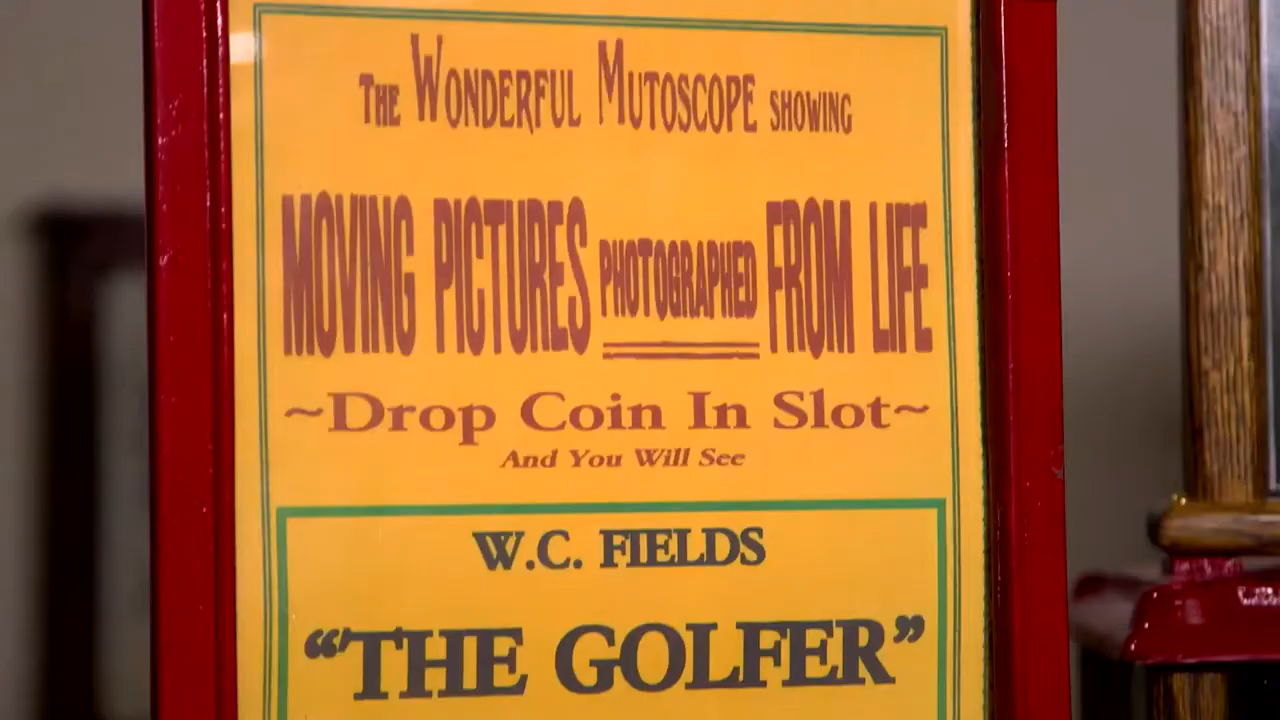 THE WONDERFUL MUTOSCOPE SHOWING
MOVING PICTURES PHOTOGRAPHED FROM LIFE
~Drop Coin In Slot~
And You Will See
W.C. FIELDS
“THE GOLFER”